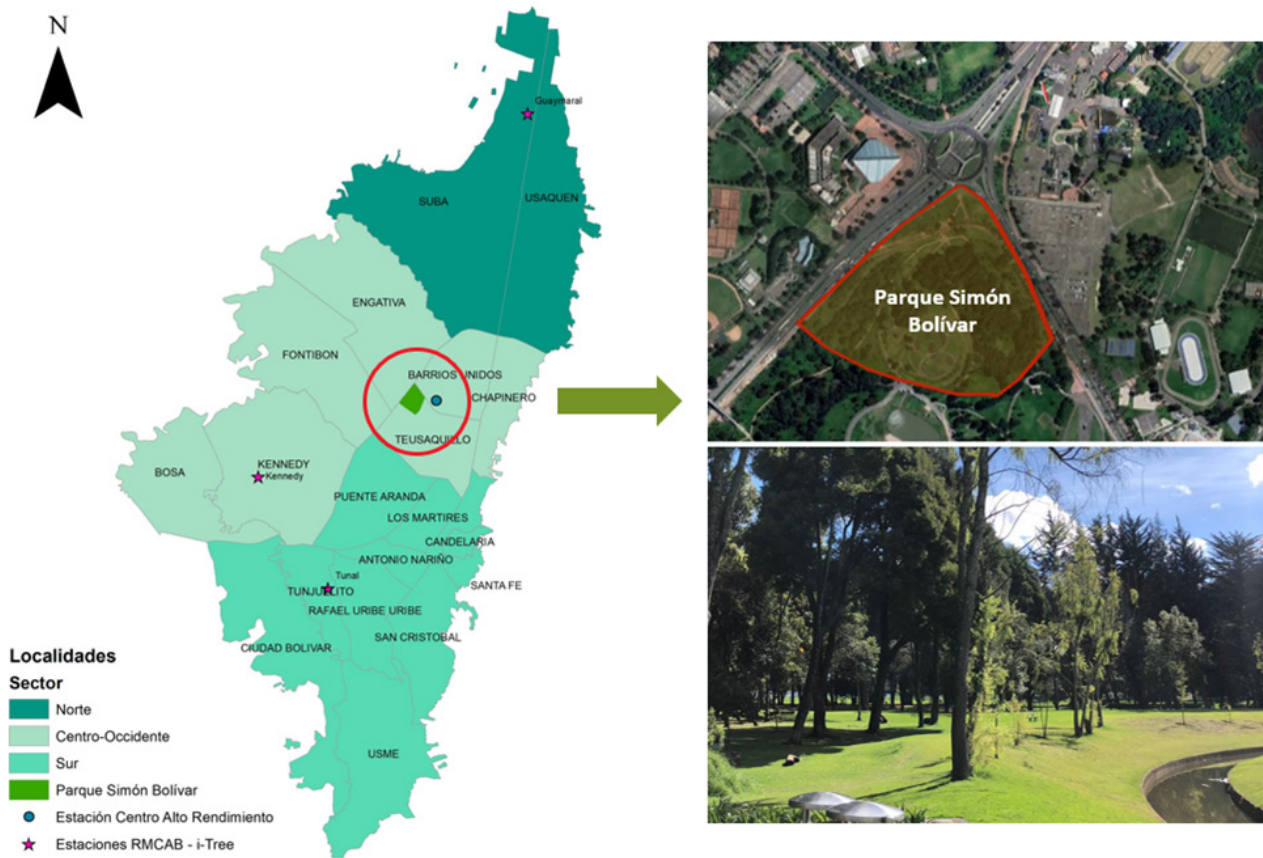 N
Guaymaral
SUBA
USAQUEN
ENGATIVA
FONTIBON
BARRIOS UNIDOS
CHAPINERO
TEUSAQUILLO
BOSA
KENNEDY
Kennedy
PUENTE ARANDA
LOS MARTIRES
CANDELARIA
ANTONIO NARIÑO
Tunal
SANTA FE
TUNJUELITO
RAFAEL URIBE URIBE
SAN CRISTOBAL
CIUDAD BOLIVAR
USME
Localidades
Sector
Norte
Centro-Occidente
Sur
Parque Simón Bolívar
Estación Centro Alto Rendimiento
Estaciones RMCAB - i-Tree
Parque Simón
Bolívar